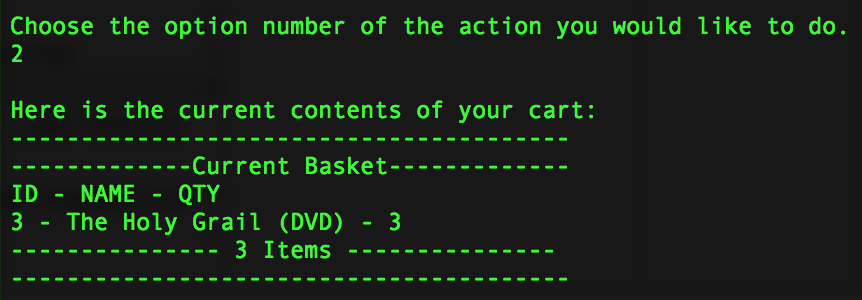 Choose the option number of the action you would like to do.
2
Here is the current contents of your cart:
----------------------------------------
-------------Current Basket-------------
ID - NAME - QTY
3 - The Holy Grail (DVD) - 3
--------------- 3 Items ---------------
----------------------------------------